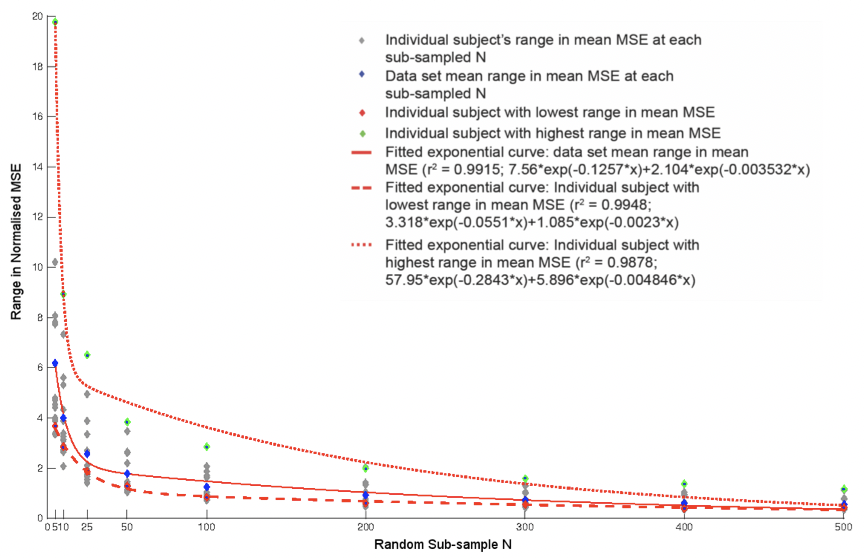 20
18
16
14
12
10
8
6
4
2
0
Range in Normalised MSE
Individual subject's range in mean MSE at each
sub-sampled N
Data set mean range in mean MSE at each
sub-sampled N
Individual subject with lowest range in mean MSE
Individual subject with highest range in mean MSE
Fitted exponential curve: data set mean range in mean
MSE (r² = 0.9915; 7.56*exp(-0.1257*x)+2.104*exp(-0.003532*x)
Fitted exponential curve: Individual subject with
lowest range in mean MSE (r² = 0.9948;
3.318*exp(-0.0551*x)+1.085*exp(-0.0023*x)
Fitted exponential curve: Individual subject with
highest range in mean MSE (r² = 0.9878;
57.95*exp(-0.2843*x)+5.896*exp(-0.004846*x)
0 5 10 25 50 100 200 300 400 500
Random Sub-sample N